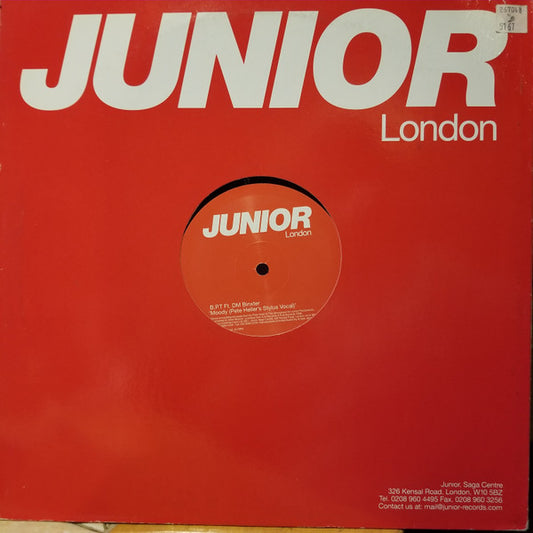 JUNIOR
London
JUNIOR
London
B.P.T Ft. DM Binxter
'Moody (Pete Heller's Stylus Vocal)'
Junior, Saga Centre
326 Kensal Road, London, W10 5BZ
Tel. 0208 960 4495 Fax. 0208 960 3256
Contact us at: mail@junior-records.com